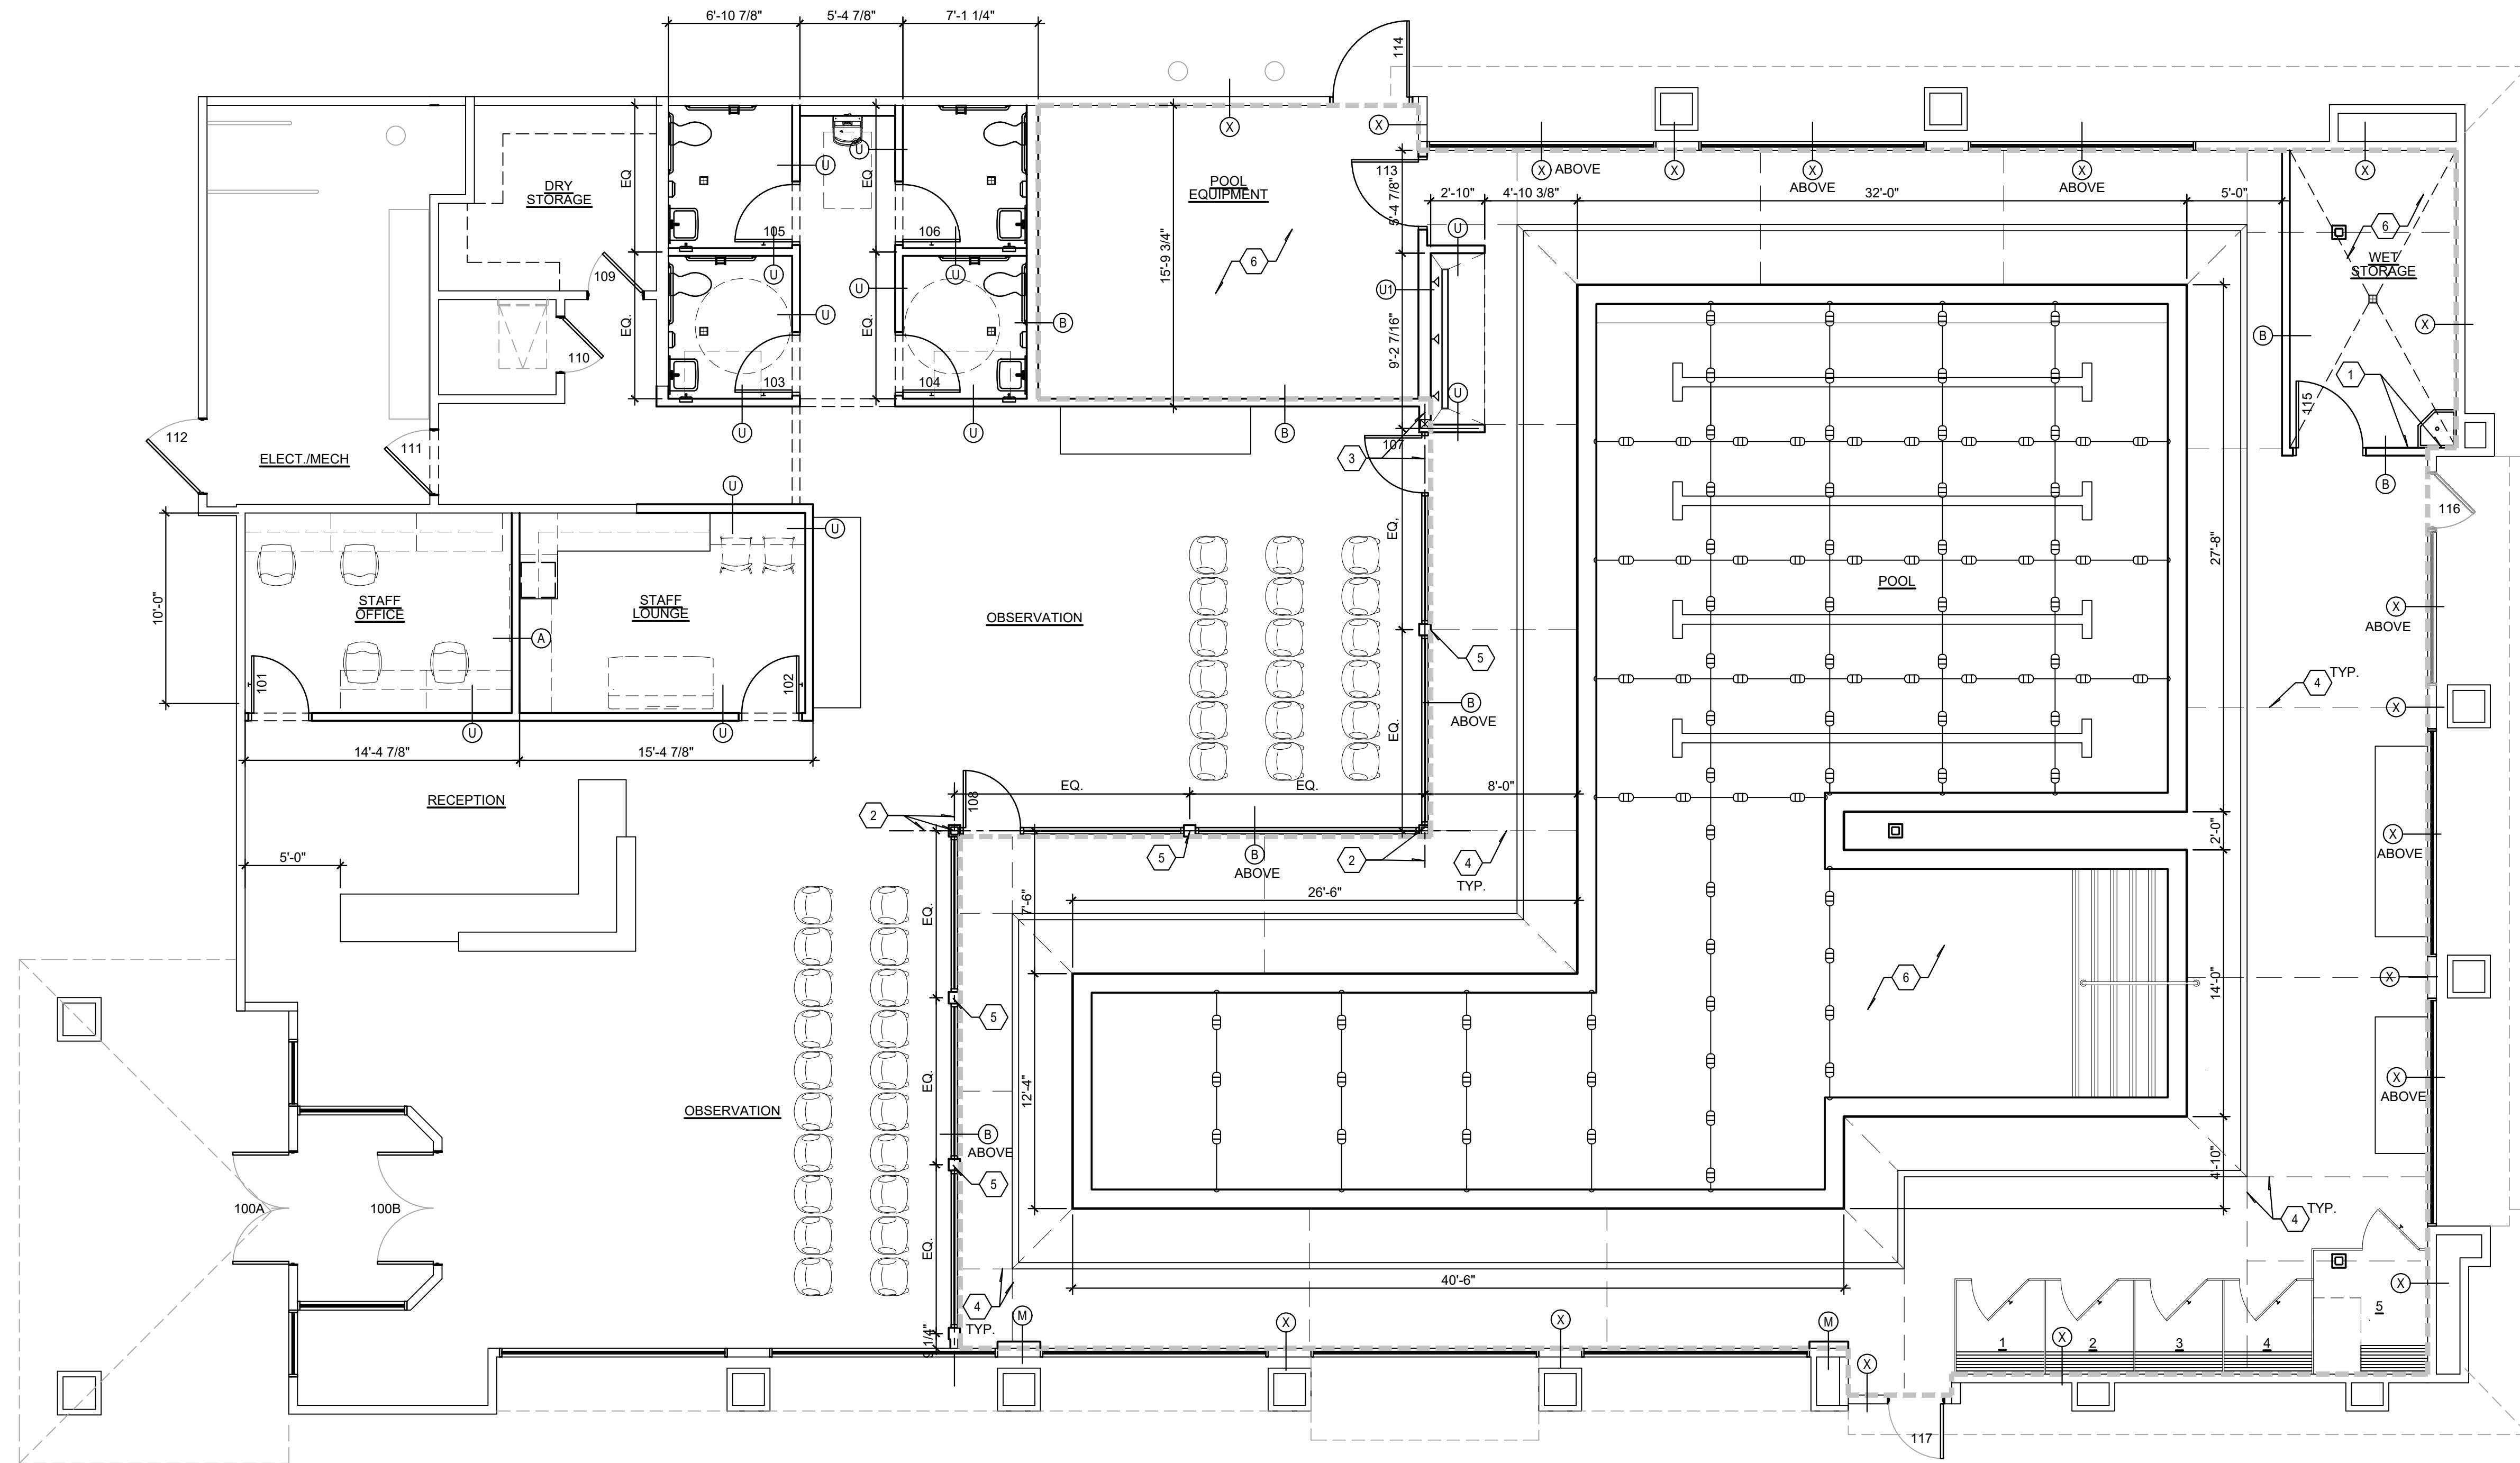 6'-10 7/8"
5'-4 7/8"
7'-1 1/4"
114
X
X
X ABOVE
X
X
ABOVE
X
ABOVE
X
DRY
STORAGE
EQ
U
U
EQ
POOL
EQUIPMENT
113
5'-4 7/8"
2'-10"
4'-10 3/8"
32'-0"
5'-0"
105
106
U
U
U
6
15'-9 3/4"
6
WET
STORAGE
109
U
U1
X
EQ.
U
EQ.
B
9'-2 7/16"
B
110
103
104
1
U
115
112
111
U
U
B
107
ELECT./MECH
3
B
U
116
U
EQ,
27'-8"
10'-0"
STAFF
OFFICE
STAFF
LOUNGE
OBSERVATION
POOL
X
ABOVE
A
5
101
102
4
TYP.
B
ABOVE
X
U
U
EQ.
14'-4 7/8"
15'-4 7/8"
RECEPTION
108
EQ.
EQ.
8'-0"
2
2'-0"
X
ABOVE
5'-0"
5
B
ABOVE
2
4
TYP.
26'-6"
7'-6"
EQ.
6
X
14'-0"
5
EQ.
12'-4"
X
ABOVE
OBSERVATION
B
ABOVE
5
4'-10"
100A
100B
4
TYP.
EQ.
40'-6"
X
4
TYP.
M
X
X
M
X
X
1
2
3
4
5
117